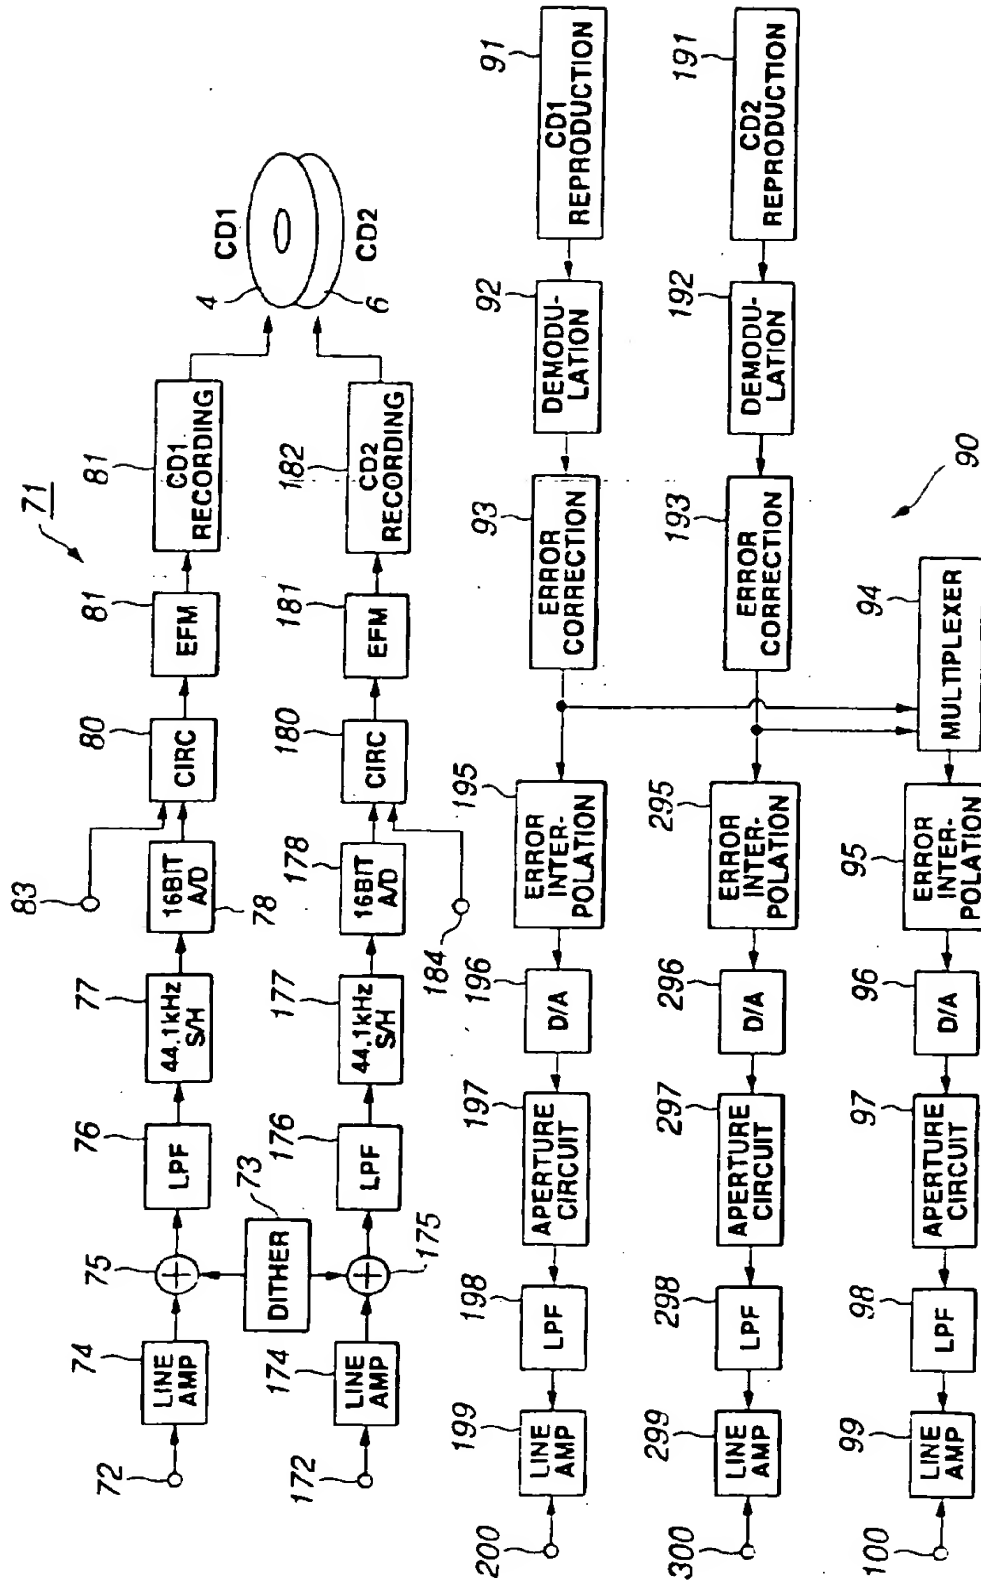 71
72
LINE
AMP
74
75
LPF
76
44.1kHz
S/H
77
16BIT
A/D
78
83
CIRC
80
EFM
81
CD1
RECORDING
81
CD1
4
CD2
6
DITHER
73
172
LINE
AMP
174
175
LPF
176
44.1kHz
S/H
177
16BIT
A/D
178
184
CIRC
180
EFM
181
CD2
RECORDING
182
200
LINE
AMP
199
LPF
198
APERTURE
CIRCUIT
197
D/A
196
ERROR
INTER-
POLATION
195
ERROR
CORRECTION
93
DEMODU-
LATION
92
CD1
REPRODUCTION
91
300
LINE
AMP
299
LPF
298
APERTURE
CIRCUIT
297
D/A
296
ERROR
INTER-
POLATION
295
ERROR
CORRECTION
193
DEMODU-
LATION
192
CD2
REPRODUCTION
191
100
LINE
AMP
99
LPF
98
APERTURE
CIRCUIT
97
D/A
96
ERROR
INTER-
POLATION
95
MULTIPLEXER
94
90